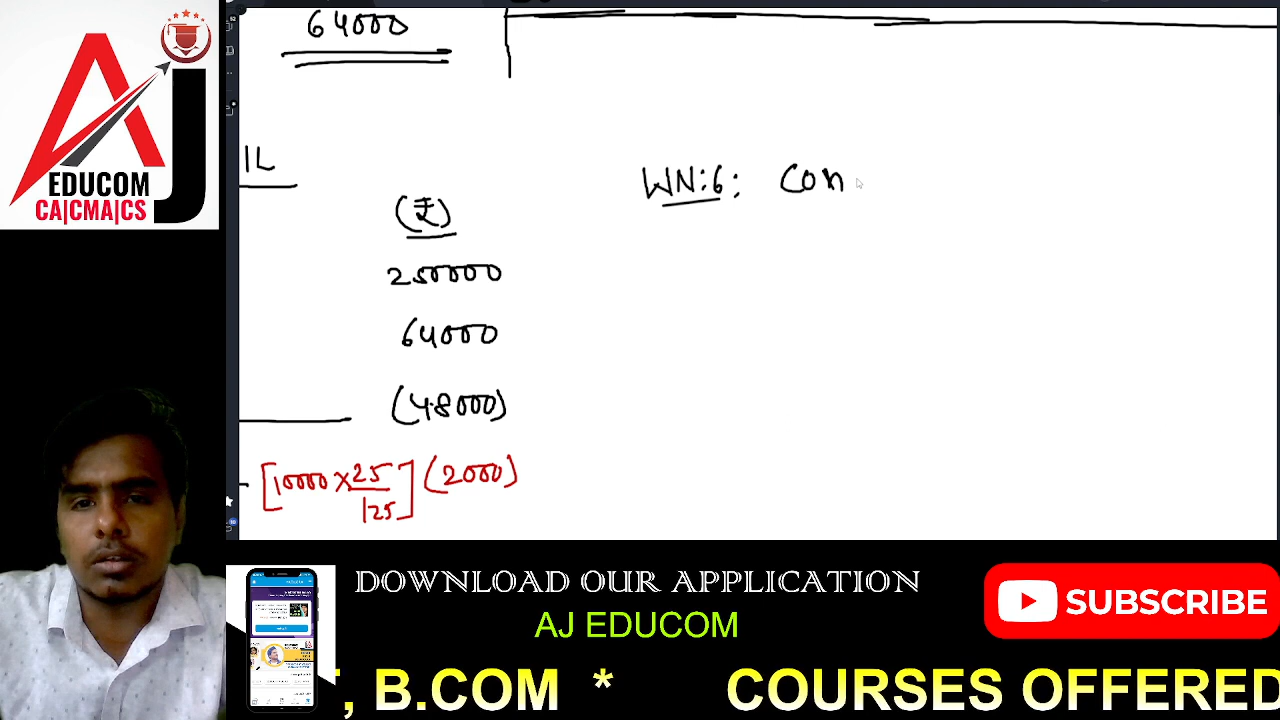 64000
EDUCOM
CA|CMA|CS
IL
(₹)
250000
64000
(48000)
- [10000 × 25/125] (2000)
WN:6: Con
DOWNLOAD OUR APPLICATION
AJ EDUCOM
SUBSCRIBE
, B.COM * COURSES OFFERED